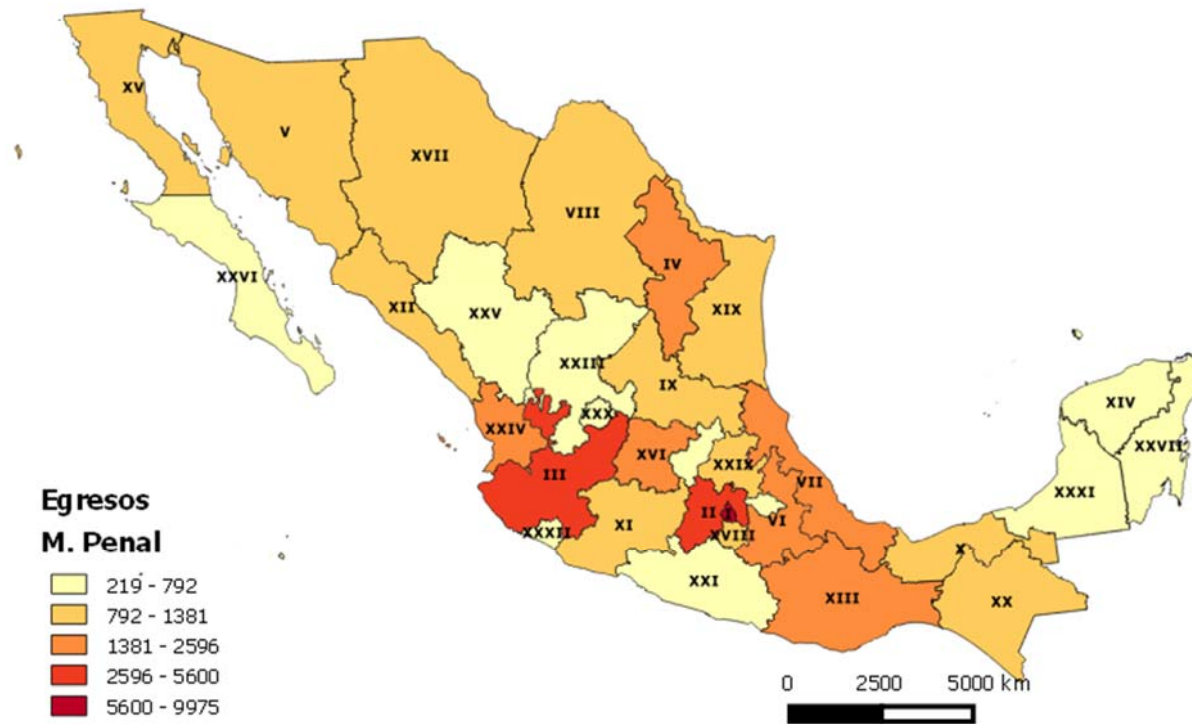 XV
V
XVII
VIII
IV
XXVI
XII
XXV
XIX
XXIII
IX
XXX
XXIV
XVI
XXIX
III
VII
XIV
XXVII
XXXI
II
I
VI
XI
XVIII
XXXII
X
XXI
XIII
XX
Egresos
M. Penal
219 - 792
792 - 1381
1381 - 2596
2596 - 5600
5600 - 9975
0 2500 5000 km